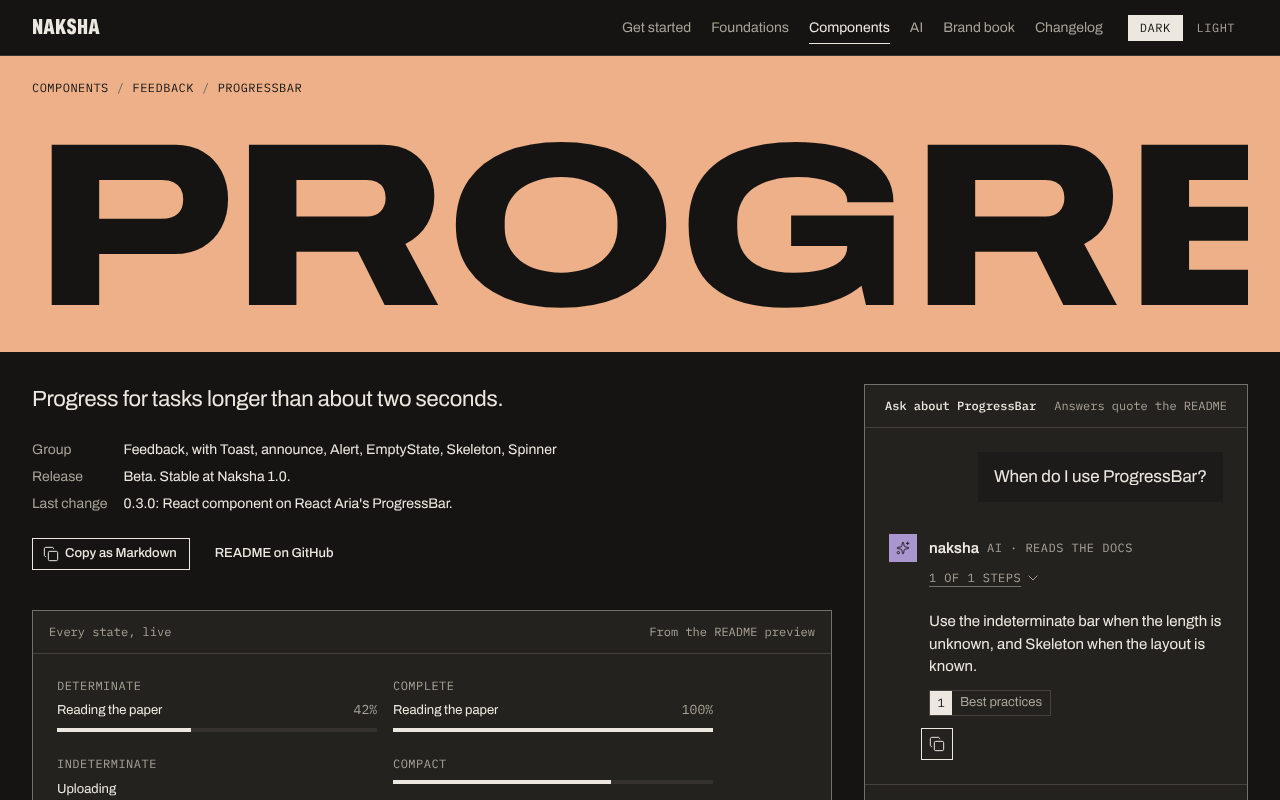 NAKSHA
Get started Foundations Components AI Brand book Changelog DARK LIGHT
COMPONENTS / FEEDBACK / PROGRESSBAR
PROGRE
Progress for tasks longer than about two seconds.
Group Feedback, with Toast, announce, Alert, EmptyState, Skeleton, Spinner
Release Beta. Stable at Naksha 1.0.
Last change 0.3.0: React component on React Aria's ProgressBar.
Copy as Markdown README on GitHub
Every state, live From the README preview
DETERMINATE
Reading the paper 42%
COMPLETE
Reading the paper 100%
INDETERMINATE
Uploading
COMPACT
Ask about ProgressBar Answers quote the README
When do I use ProgressBar?
naksha AI · READS THE DOCS
1 OF 1 STEPS
Use the indeterminate bar when the length is
unknown, and Skeleton when the layout is
known.
1 Best practices